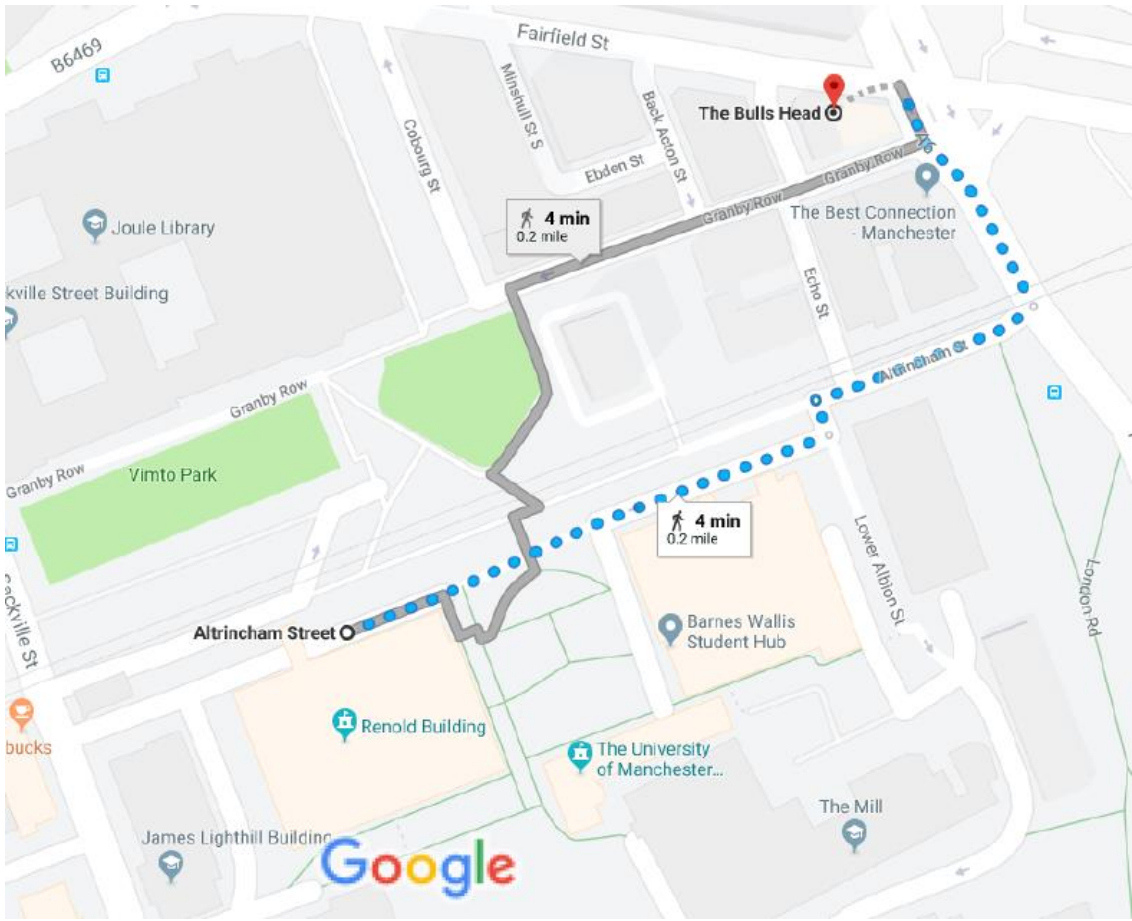 Fairfield St
B6469
Minshull St S
Back Acton St
The Bulls Head
A6
Cobourg St
Ebden St
Granby Row
Granby Row
4 min
0.2 mile
The Best Connection
- Manchester
Joule Library
ckville Street Building
Echo St
Altrincham St
Granby Row
Granby Row
Vimto Park
4 min
0.2 mile
Lower Albion St
London Rd
Sackville St
Altrincham Street
Barnes Wallis
Student Hub
Renold Building
bucks
The University
of Manchester...
The Mill
James Lighthill Building
Google